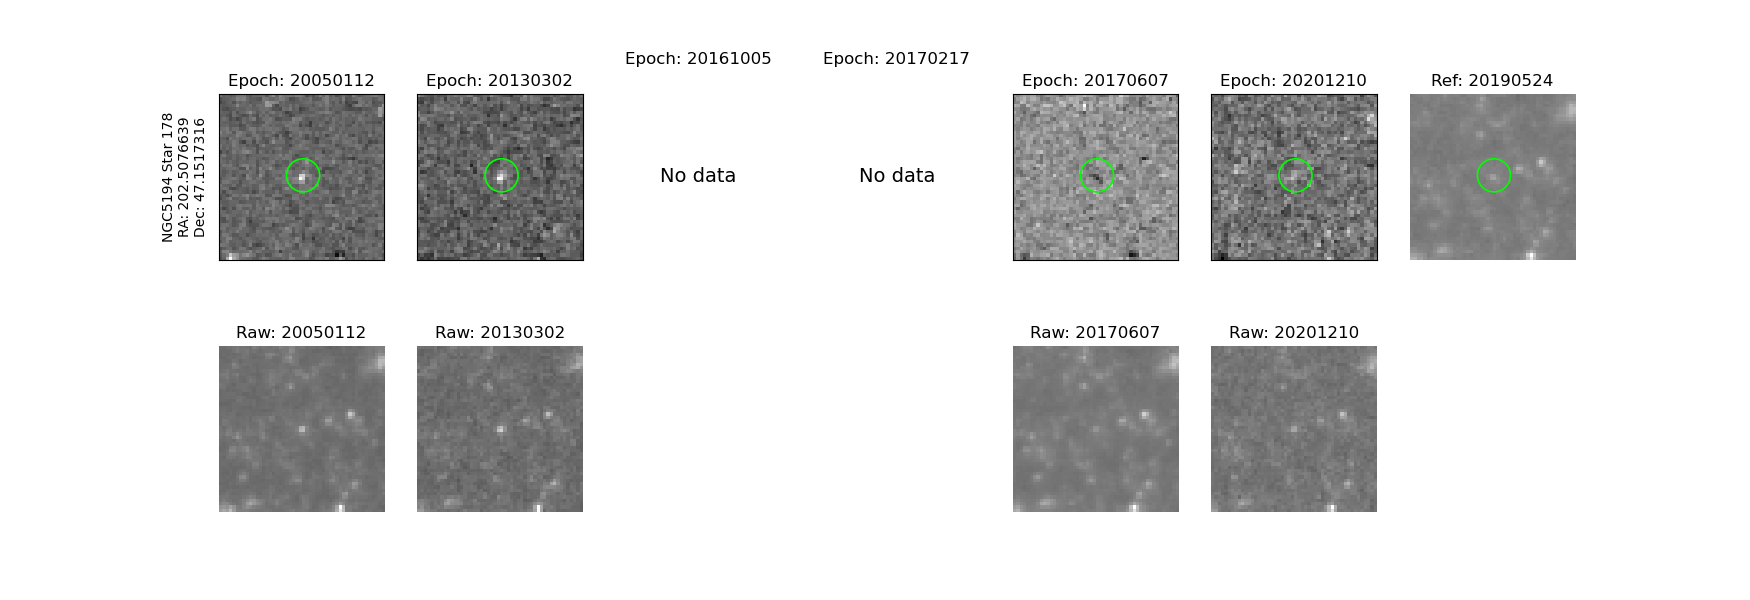 Epoch: 20161005
Epoch: 20170217
Epoch: 20050112
Epoch: 20130302
Epoch: 20170607
Epoch: 20201210
Ref: 20190524
NGC5194 Star 178
RA: 202.5076639
Dec: 47.1517316
No data
No data
Raw: 20050112
Raw: 20130302
Raw: 20170607
Raw: 20201210